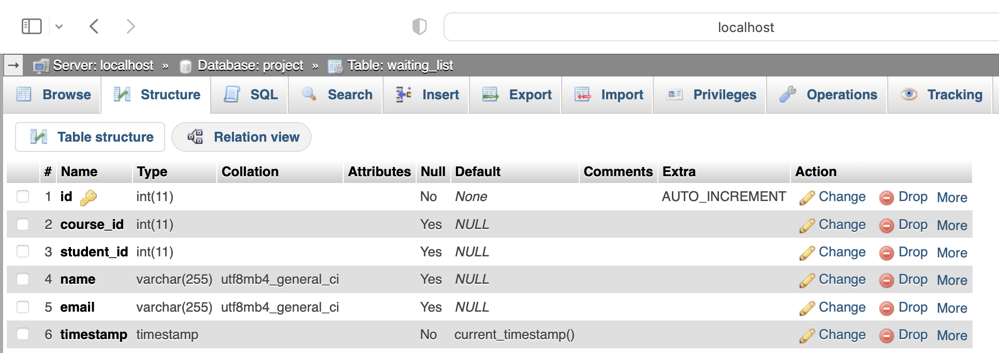 localhost
→ Server: localhost » Database: project » Table: waiting_list
Browse Structure SQL Search Insert Export Import Privileges Operations Tracking
Table structure Relation view
# Name Type Collation Attributes Null Default Comments Extra Action
1 id int(11) No None AUTO_INCREMENT Change Drop More
2 course_id int(11) Yes NULL Change Drop More
3 student_id int(11) Yes NULL Change Drop More
4 name varchar(255) utf8mb4_general_ci Yes NULL Change Drop More
5 email varchar(255) utf8mb4_general_ci Yes NULL Change Drop More
6 timestamp timestamp No current_timestamp() Change Drop More